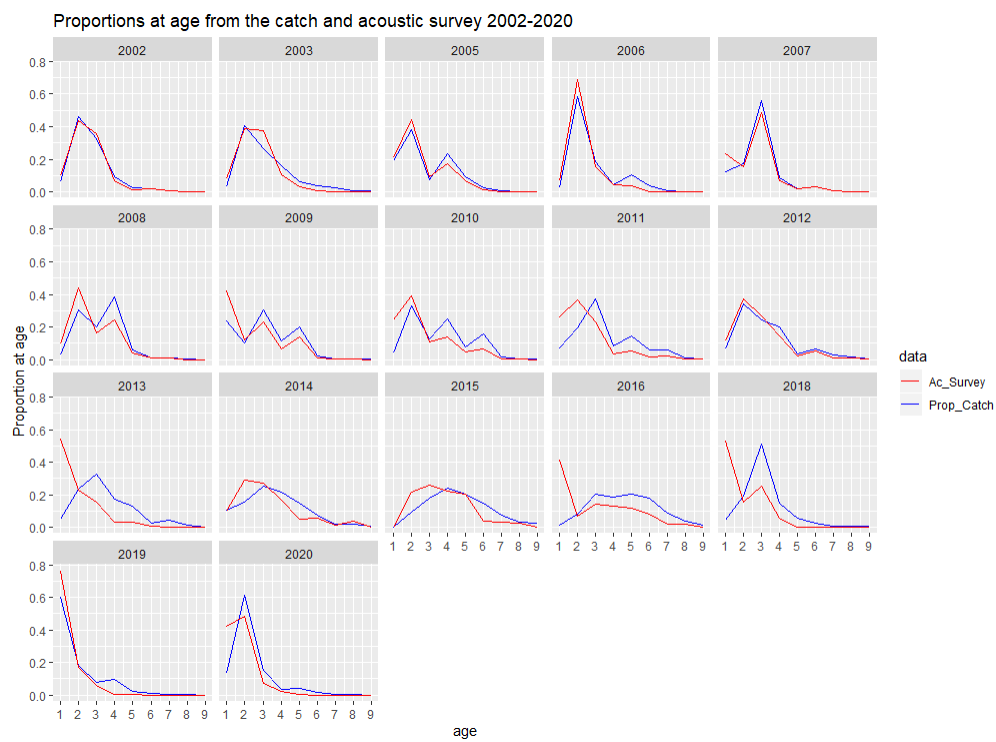 Proportions at age from the catch and acoustic survey 2002-2020
2002 2003 2005 2006 2007
0.8
0.6
0.4
0.2
0.0
2008 2009 2010 2011 2012
0.8
0.6
0.4
0.2
0.0
Proportion at age
data
Ac_Survey
Prop_Catch
2013 2014 2015 2016 2018
0.8
0.6
0.4
0.2
0.0
1 2 3 4 5 6 7 8 9 1 2 3 4 5 6 7 8 9 1 2 3 4 5 6 7 8 9
2019 2020
0.8
0.6
0.4
0.2
0.0
1 2 3 4 5 6 7 8 9 1 2 3 4 5 6 7 8 9
age